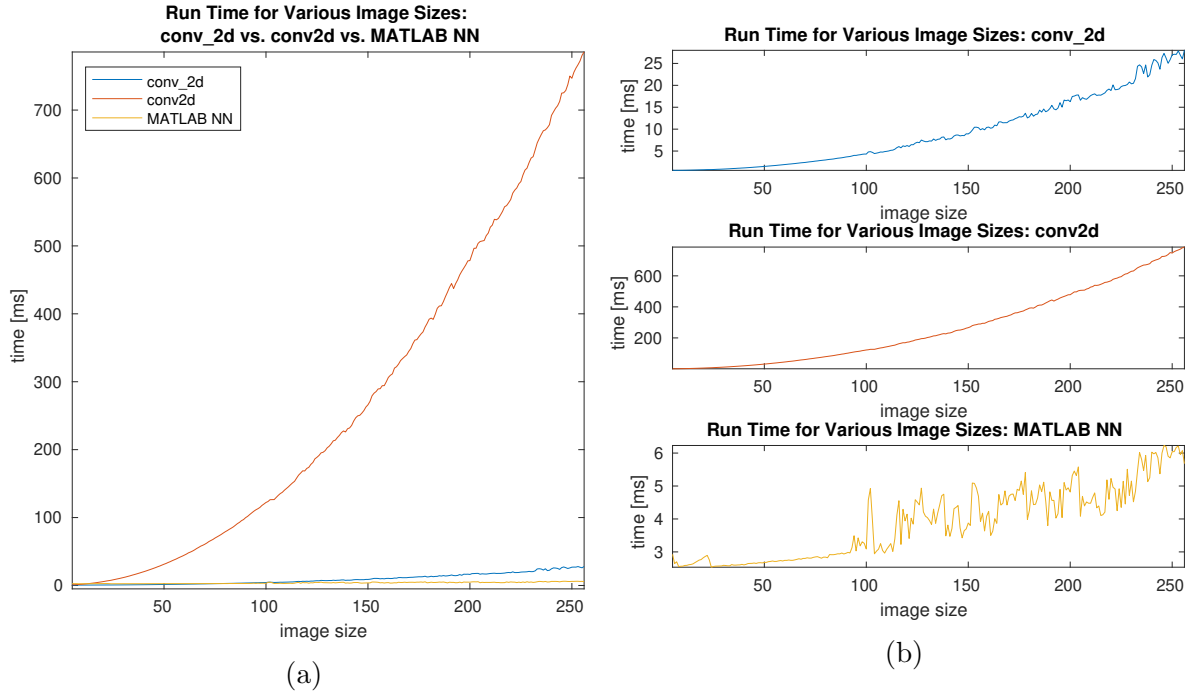 Run Time for Various Image Sizes:
conv_2d vs. conv2d vs. MATLAB NN
conv_2d
conv2d
MATLAB NN
time [ms]
700
600
500
400
300
200
100
0
50
100
150
200
250
image size
(a)
Run Time for Various Image Sizes: conv_2d
time [ms]
25
20
15
10
5
50
100
150
200
250
image size
Run Time for Various Image Sizes: conv2d
time [ms]
600
400
200
50
100
150
200
250
image size
Run Time for Various Image Sizes: MATLAB NN
time [ms]
6
5
4
3
50
100
150
200
250
image size
(b)